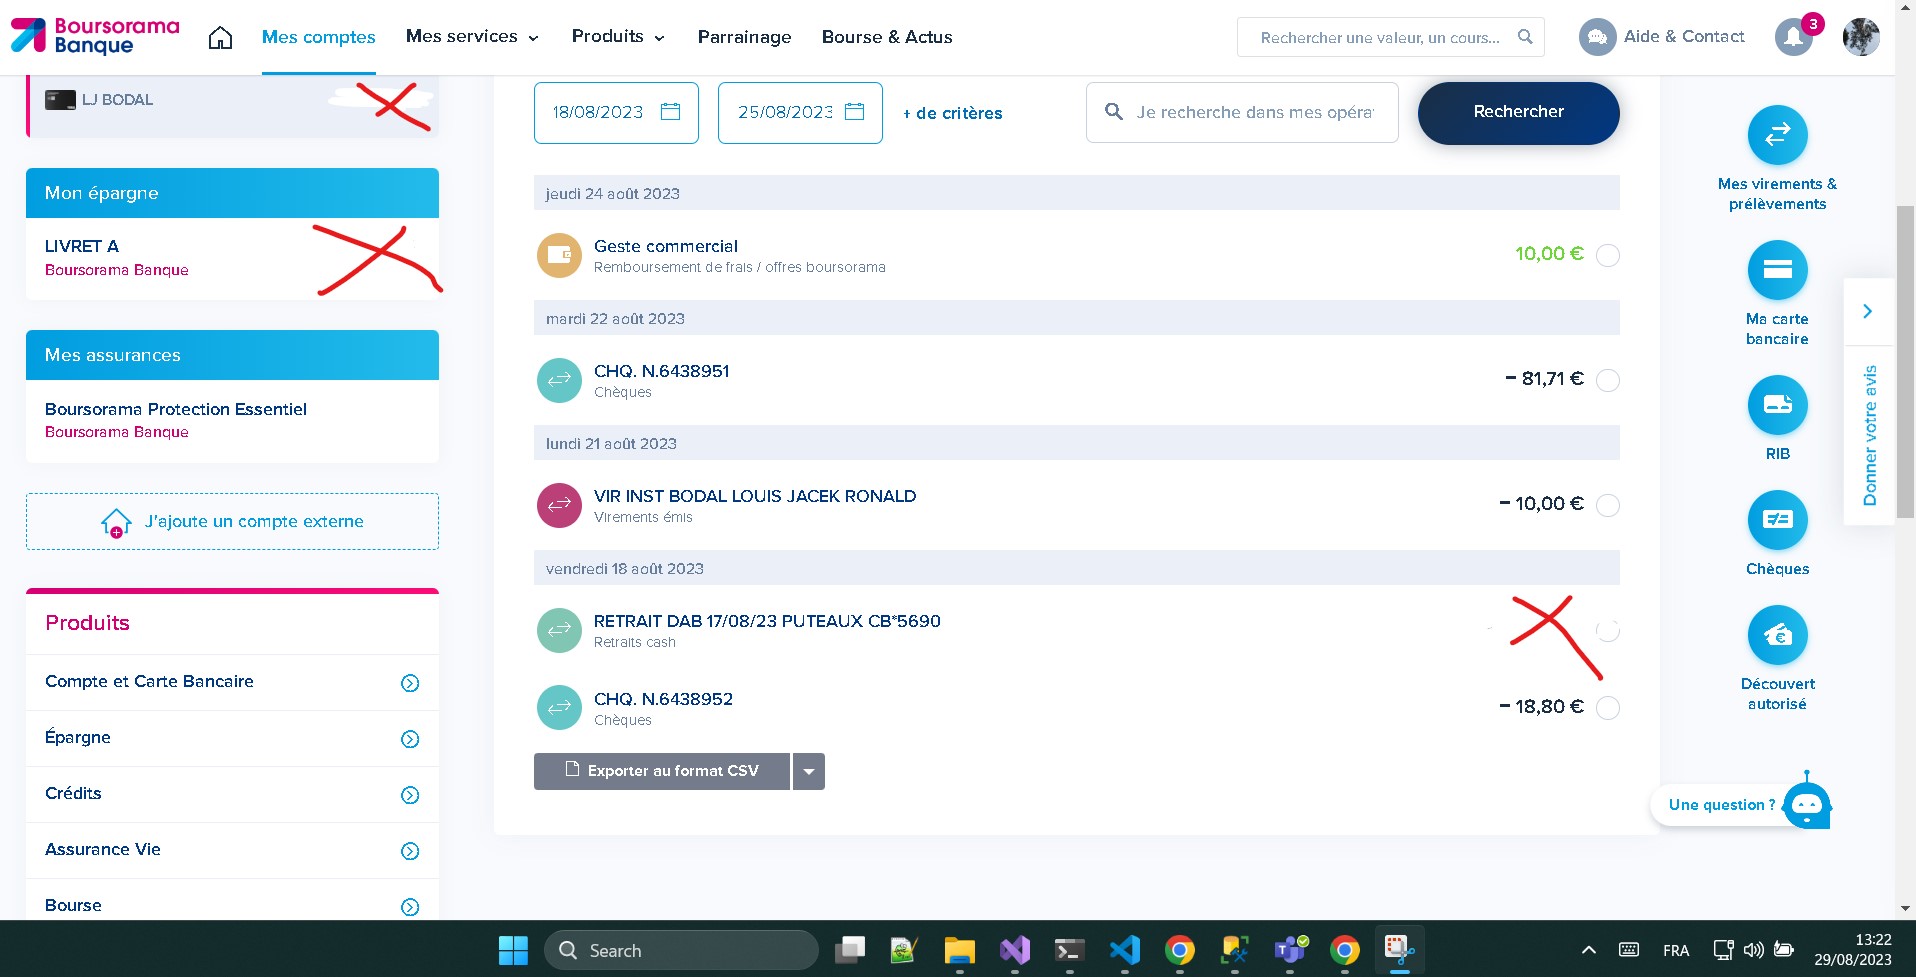 Boursorama
Banque
Mes comptes
Mes services
Produits
Parrainage
Bourse & Actus
Rechercher une valeur, un cours...
Aide & Contact
3
LJ BODAL
Mon épargne
LIVRET A
Boursorama Banque
Mes assurances
Boursorama Protection Essentiel
Boursorama Banque
J'ajoute un compte externe
Produits
Compte et Carte Bancaire
Épargne
Crédits
Assurance Vie
Bourse
18/08/2023
25/08/2023
+ de critères
Je recherche dans mes opérat
Rechercher
jeudi 24 août 2023
Geste commercial
10,00 €
Remboursement de frais / offres boursorama
mardi 22 août 2023
CHQ. N.6438951
− 81,71 €
Chèques
lundi 21 août 2023
VIR INST BODAL LOUIS JACEK RONALD
− 10,00 €
Virements émis
vendredi 18 août 2023
RETRAIT DAB 17/08/23 PUTEAUX CB*5690
Retraits cash
CHQ. N.6438952
− 18,80 €
Chèques
Exporter au format CSV
Mes virements &
prélèvements
Ma carte
bancaire
RIB
Chèques
Découvert
autorisé
Donner votre avis
Une question ?
Search
FRA
13:22
29/08/2023